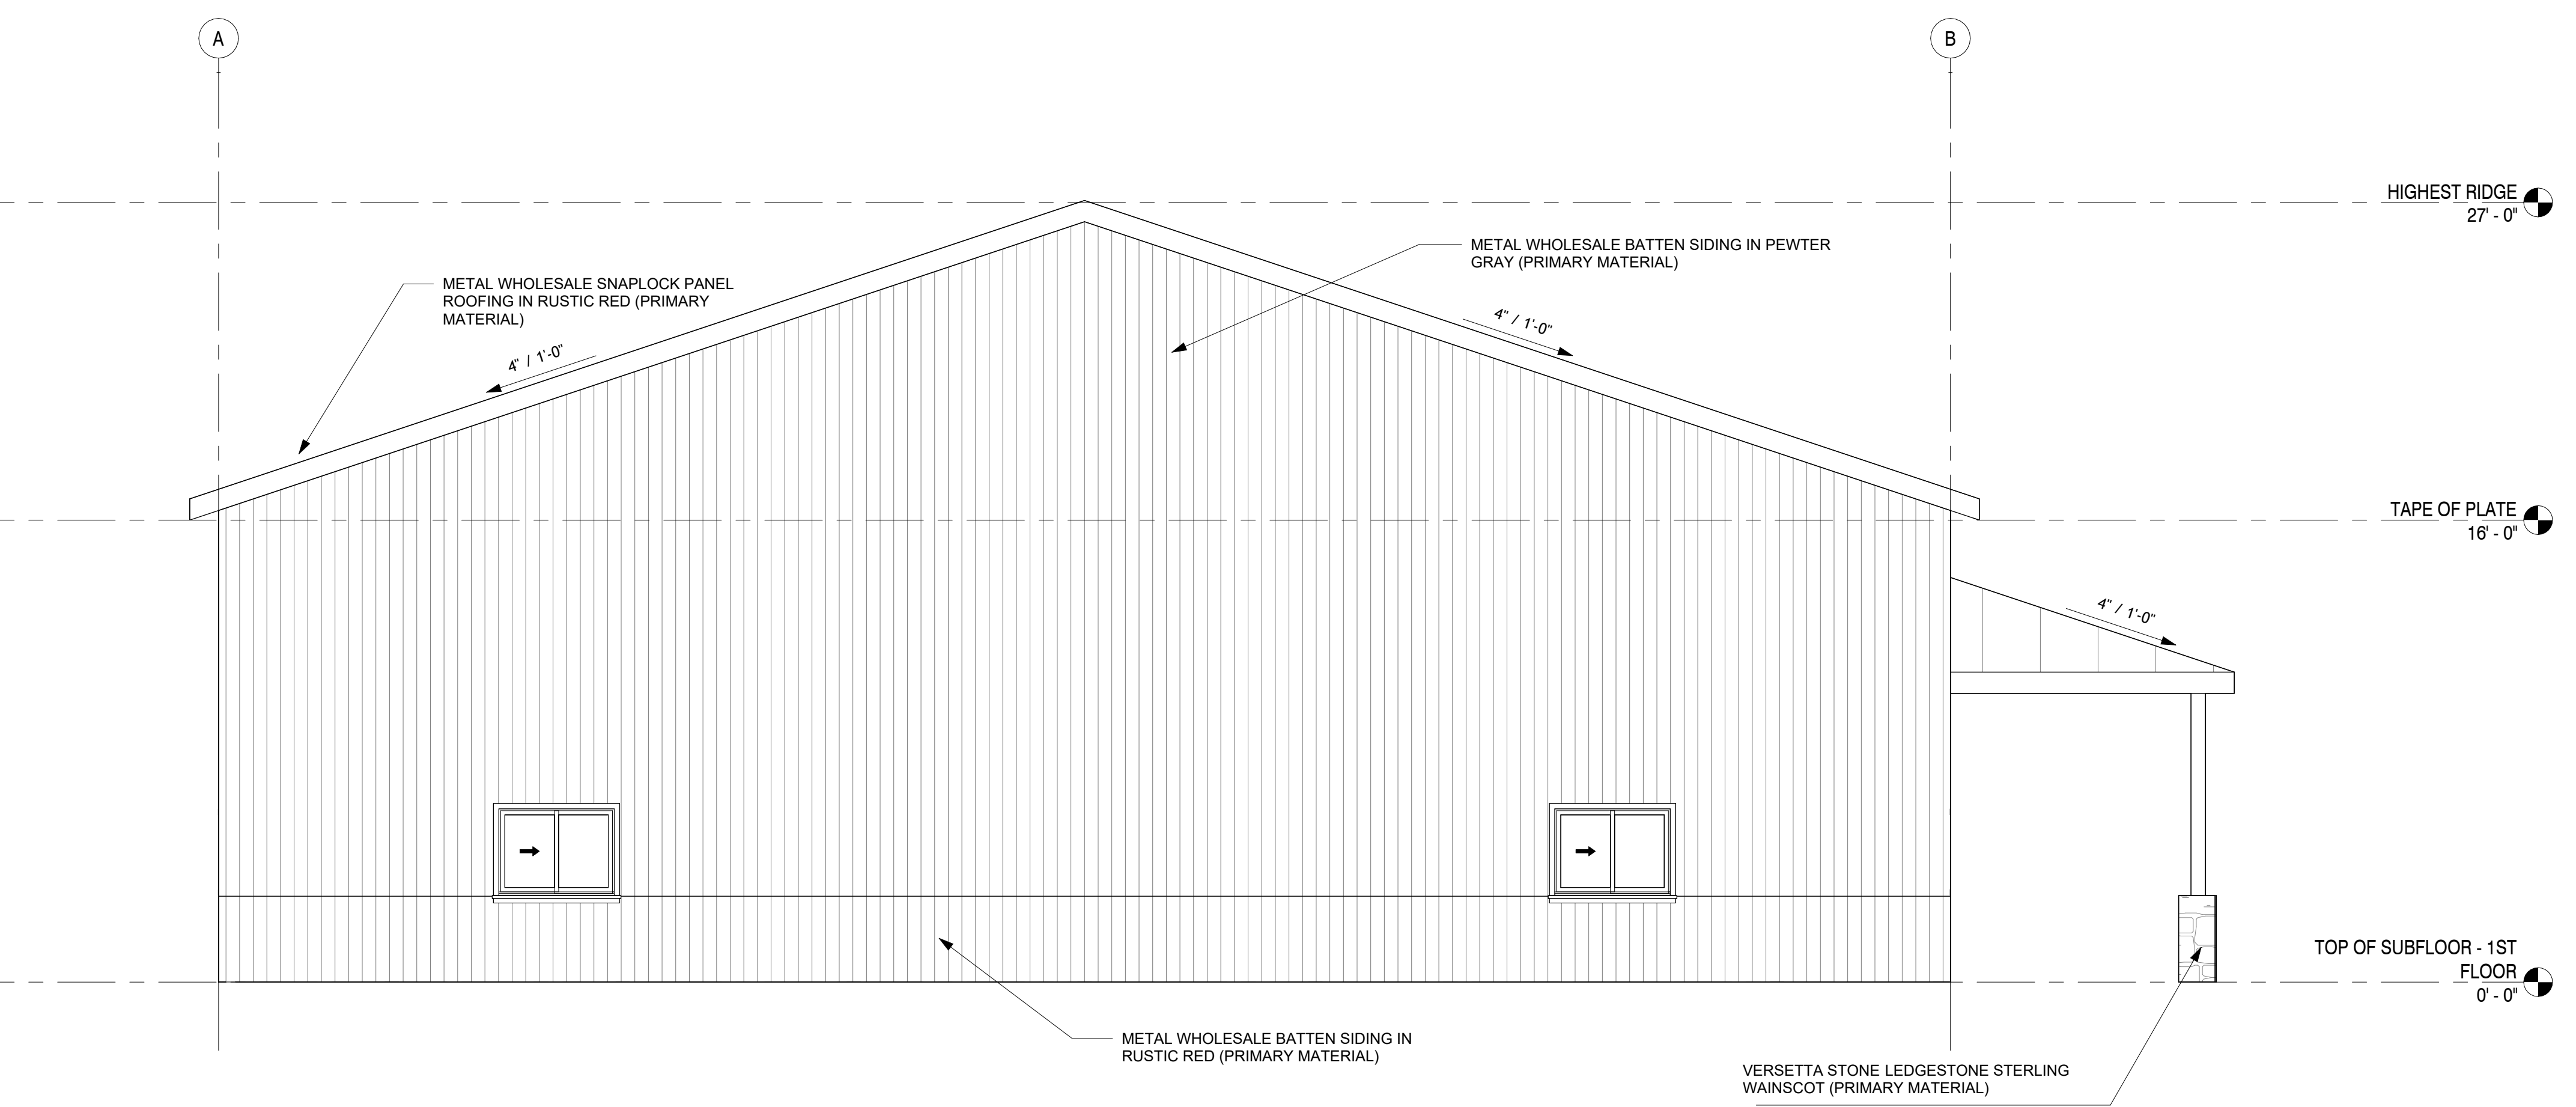 A
B
HIGHEST RIDGE
27' - 0"
METAL WHOLESALE BATTEN SIDING IN PEWTER
GRAY (PRIMARY MATERIAL)
METAL WHOLESALE SNAPLOCK PANEL
ROOFING IN RUSTIC RED (PRIMARY
MATERIAL)
4" / 1'-0"
4" / 1'-0"
TAPE OF PLATE
16' - 0"
4" / 1'-0"
TOP OF SUBFLOOR - 1ST
FLOOR
0' - 0"
METAL WHOLESALE BATTEN SIDING IN
RUSTIC RED (PRIMARY MATERIAL)
VERSETTA STONE LEDGESTONE STERLING
WAINSCOT (PRIMARY MATERIAL)